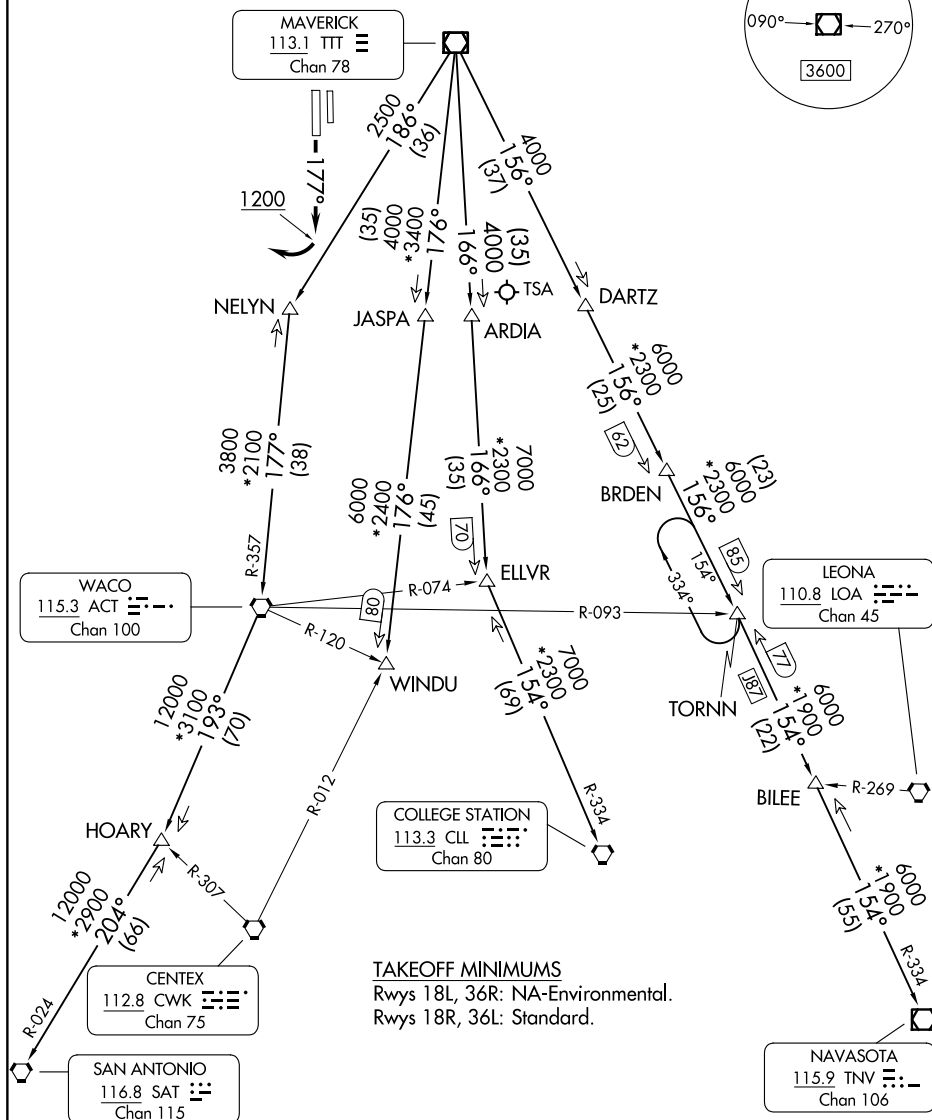 MAVERICK
113.1 TTT
Chan 78
090°
270°
3600
177°
1200
2500
186°
(36)
(35)
4000
*3400
176°
(35)
4000
166°
4000
156°
(37)
TSA
NELYN
JASPA
ARDIA
DARTZ
3800
*2100
177°
(38)
6000
*2400
176°
(45)
7000
*2300
166°
(35)
6000
*2300
156°
(25)
62
BRDEN
(23)
6000
*2300
156°
70
ELLVR
154°
334°
85
R-357
WACO
115.3 ACT
Chan 100
R-074
R-093
R-120
80
WINDU
LEONA
110.8 LOA
Chan 45
TORNN
J87
77
6000
*1900
154°
(22)
12000
*3100
193°
(70)
7000
*2300
154°
(69)
R-012
BILEE
R-269
HOARY
R-307
COLLEGE STATION
113.3 CLL
Chan 80
R-334
12000
*2900
204°
(66)
R-024
6000
*1900
154°
(55)
R-334
CENTEX
112.8 CWK
Chan 75
TAKEOFF MINIMUMS
Rwys 18L, 36R: NA-Environmental.
Rwys 18R, 36L: Standard.
SAN ANTONIO
116.8 SAT
Chan 115
NAVASOTA
115.9 TNV
Chan 106